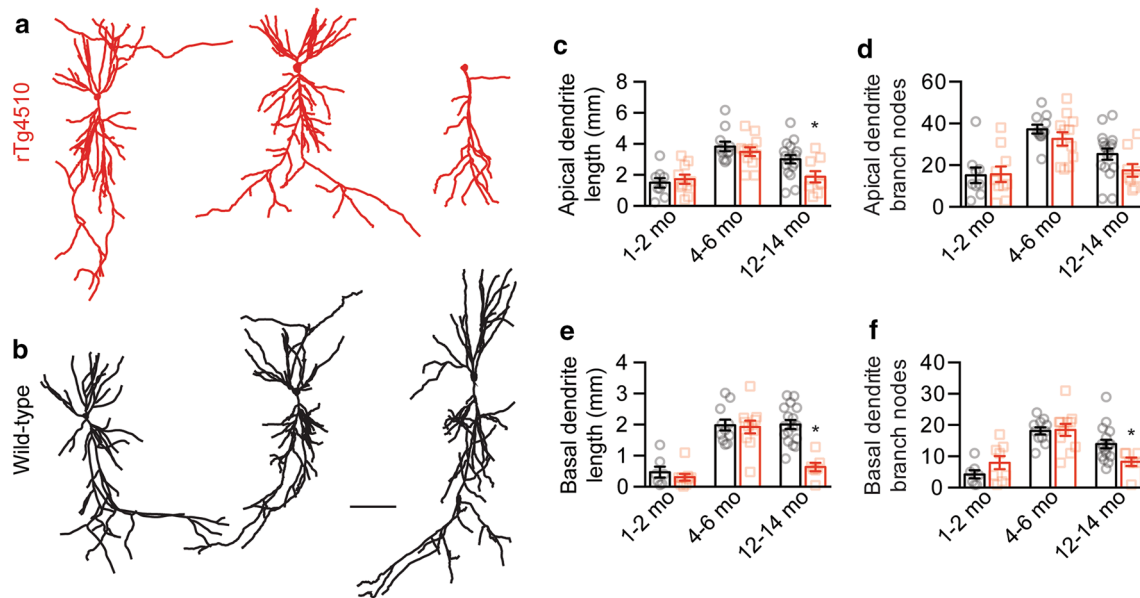 a
rTg4510
b
Wild-type
c
Apical dendrite
length (mm)
8
6
4
2
0
*
1-2 mo
4-6 mo
12-14 mo
d
Apical dendrite
branch nodes
60
40
20
0
1-2 mo
4-6 mo
12-14 mo
e
Basal dendrite
length (mm)
4
3
2
1
0
*
1-2 mo
4-6 mo
12-14 mo
f
Basal dendrite
branch nodes
40
30
20
10
0
*
1-2 mo
4-6 mo
12-14 mo